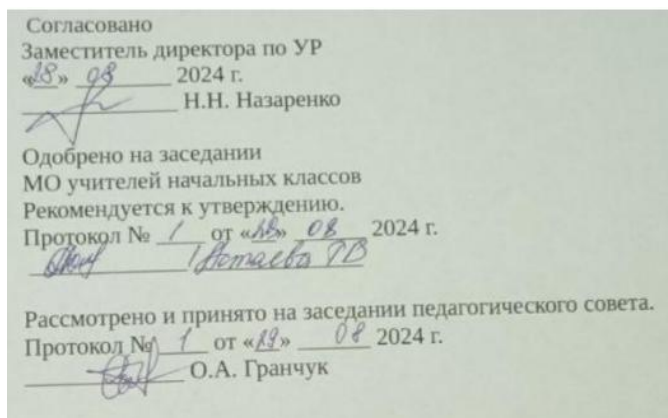 Согласовано
Заместитель директора по УР
«28» 08 2024 г.
Н.Н. Назаренко
Одобрено на заседании
МО учителей начальных классов
Рекомендуется к утверждению.
Протокол № 1 от «28» 08 2024 г.
Рассмотрено и принято на заседании педагогического совета.
Протокол № 1 от «29» 08 2024 г.
О.А. Гранчук